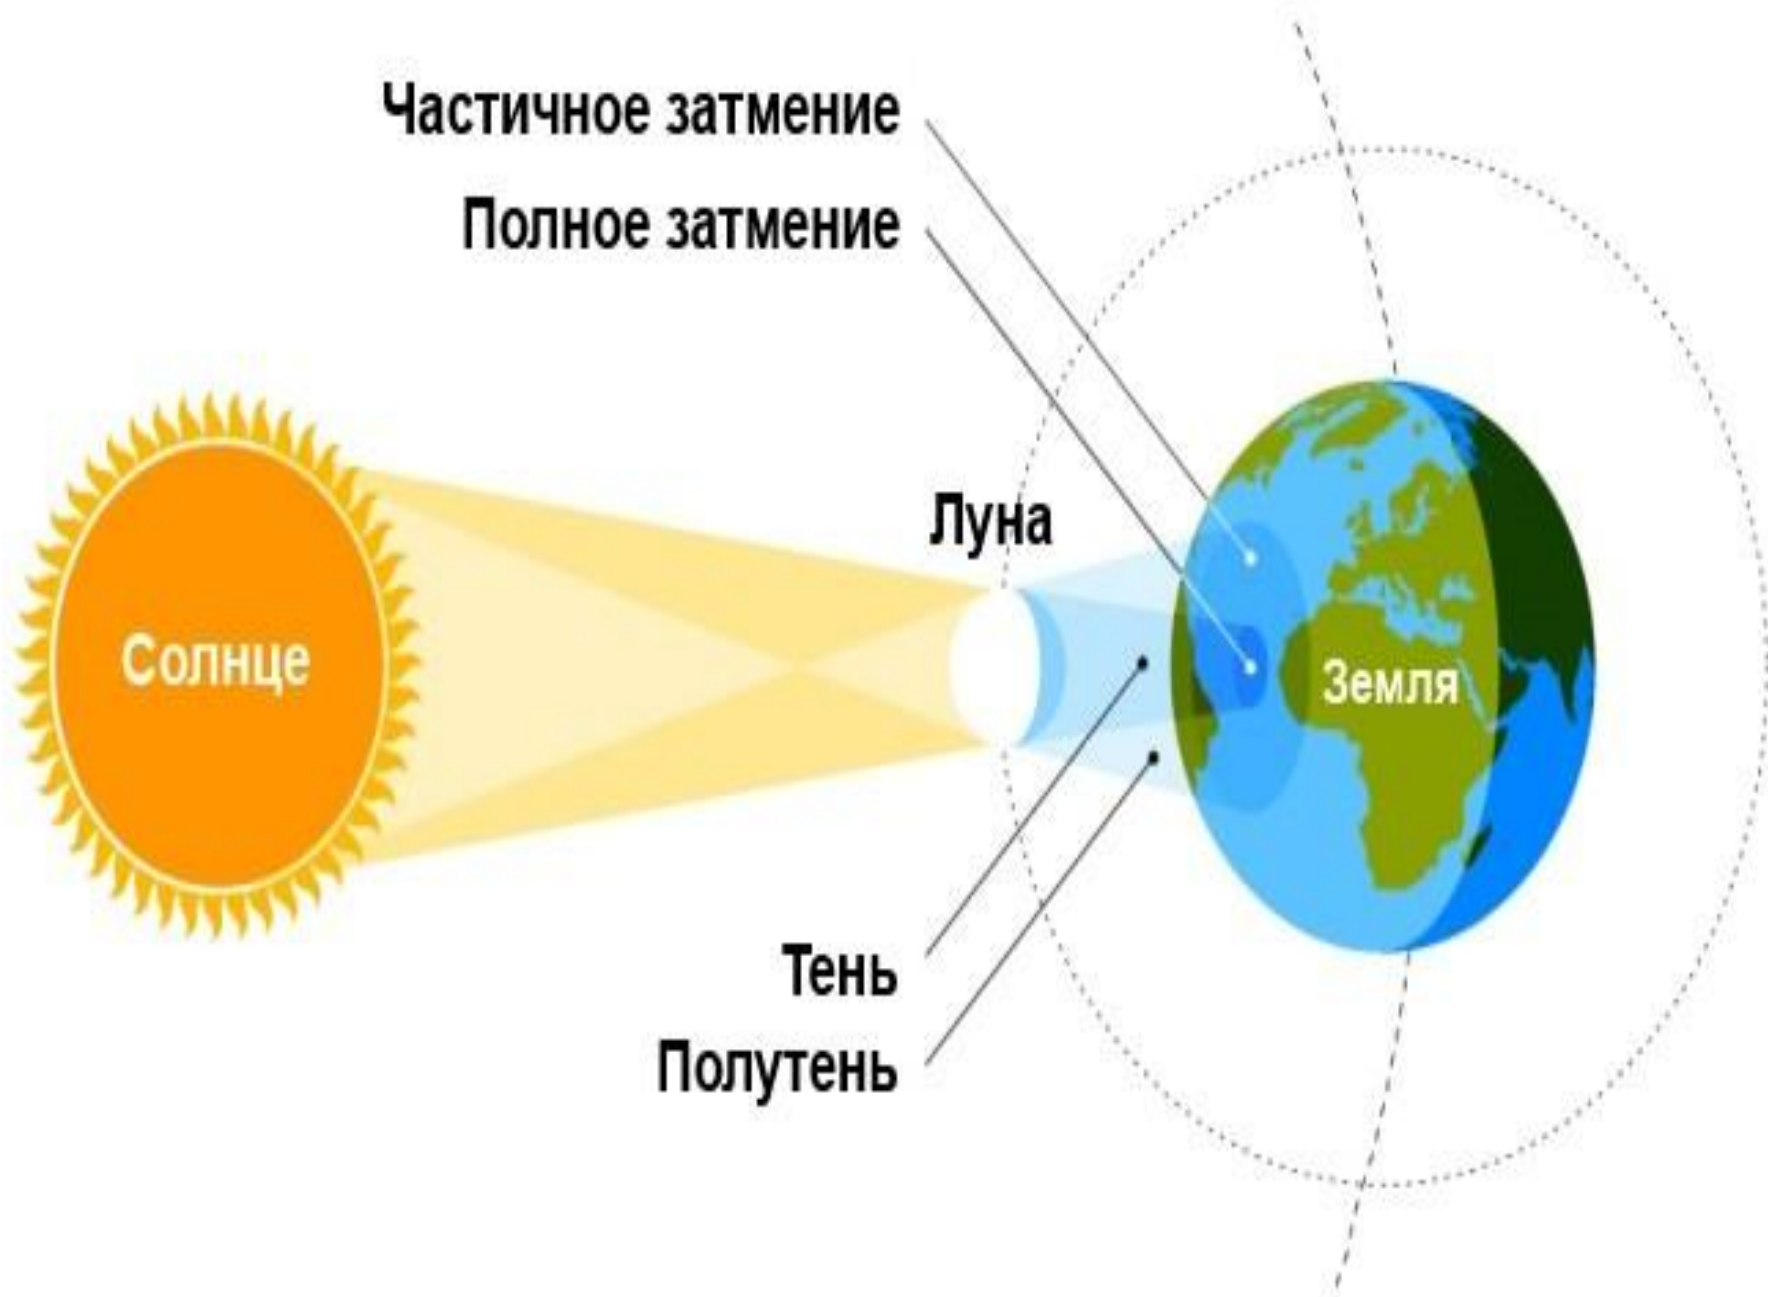 Частичное затмение
Полное затмение
Луна
Солнце
Земля
Тень
Полутень